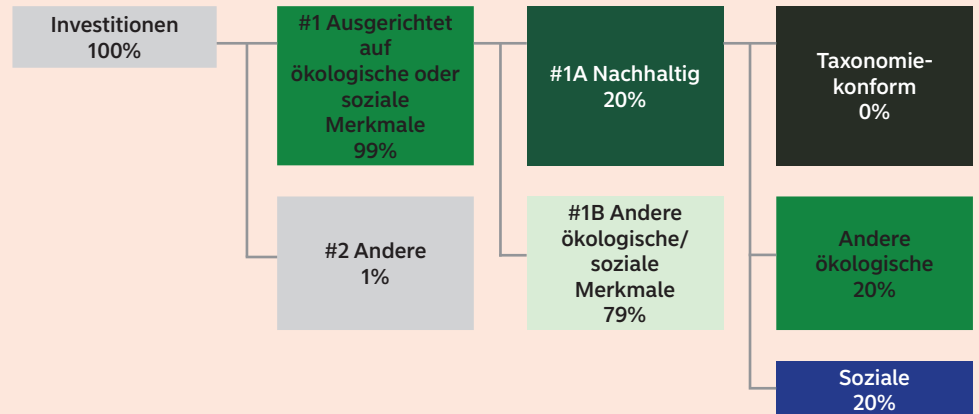 Investitionen
100%
#1 Ausgerichtet
auf
ökologische oder
soziale
Merkmale
99%
#1A Nachhaltig
20%
Taxonomie-
konform
0%
#2 Andere
1%
#1B Andere
ökologische/
soziale
Merkmale
79%
Andere
ökologische
20%
Soziale
20%